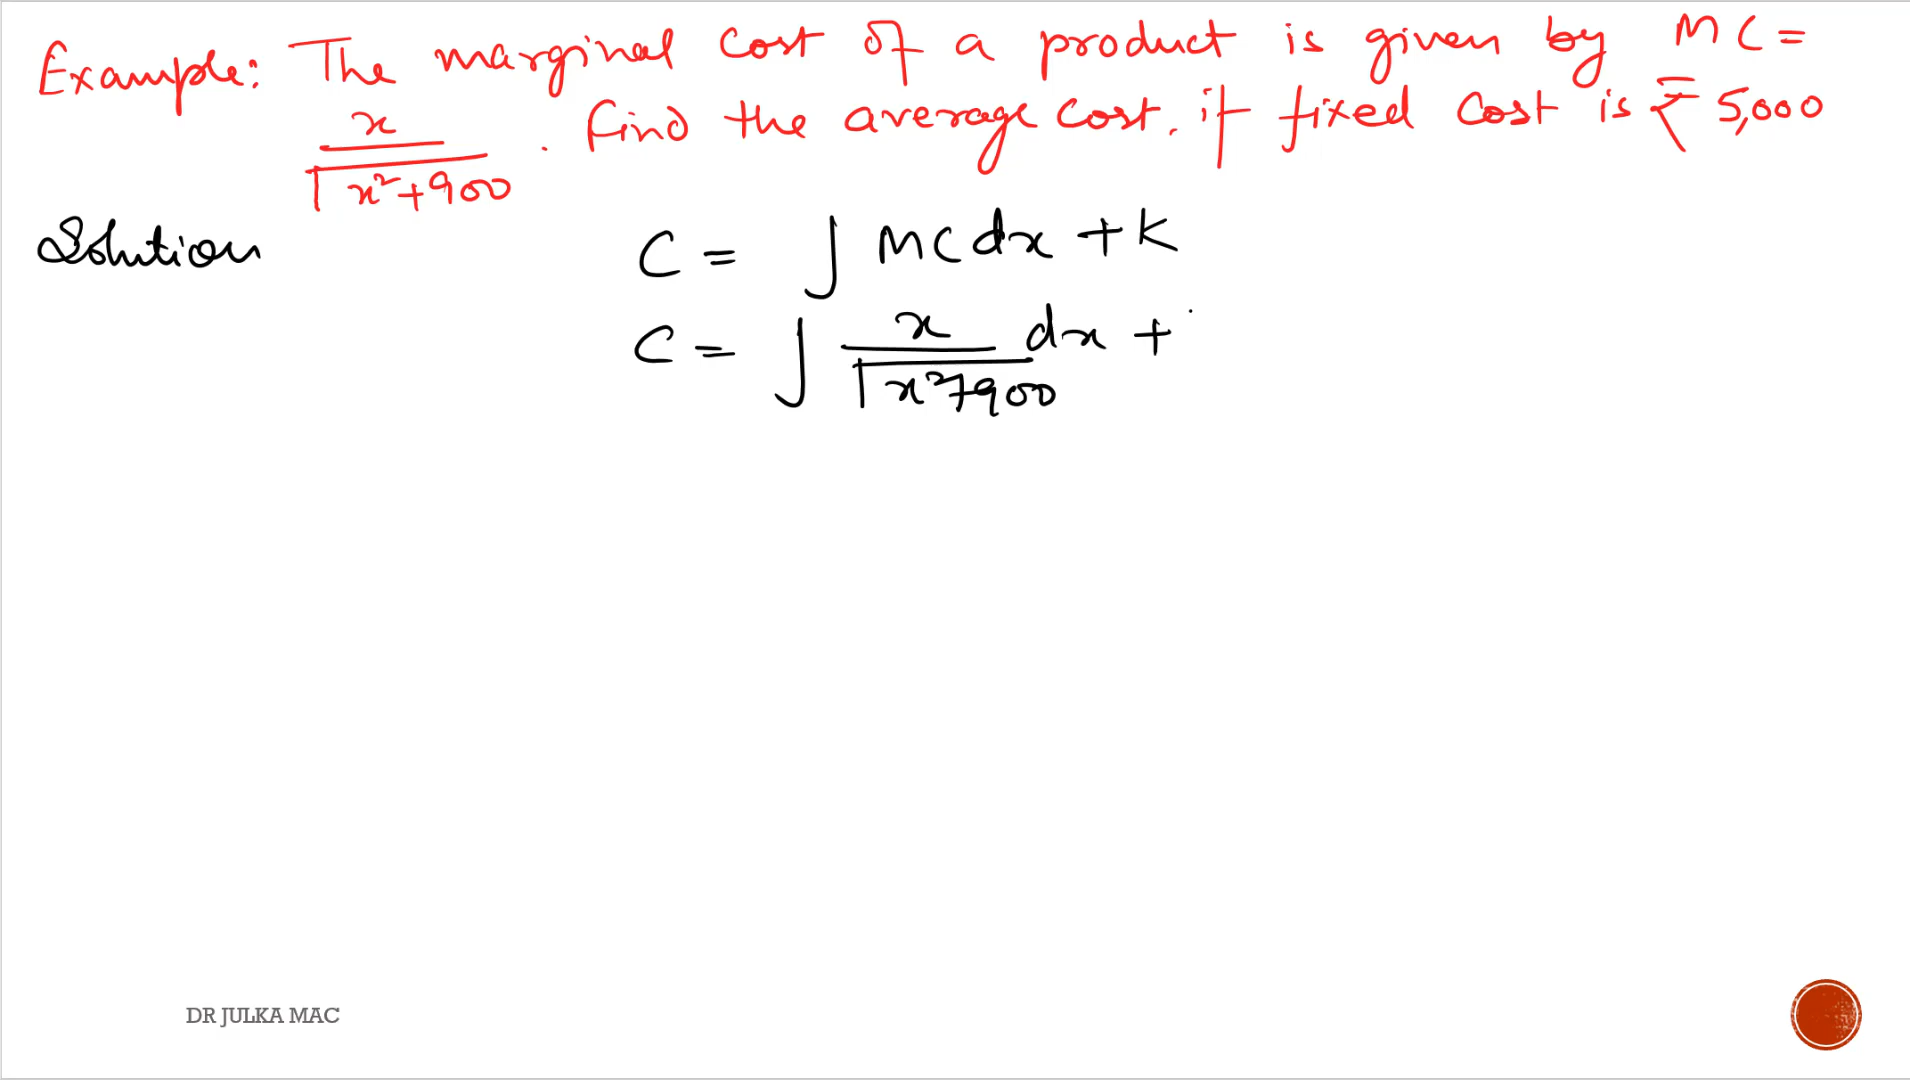 Example: The marginal cost of a product is given by MC =
x/√x²+900 . find the average cost, if fixed cost is ₹ 5,000
Solution
C = ∫ MC dx + K
C = ∫ x/√x²+900 dx +
DR JULKA MAC